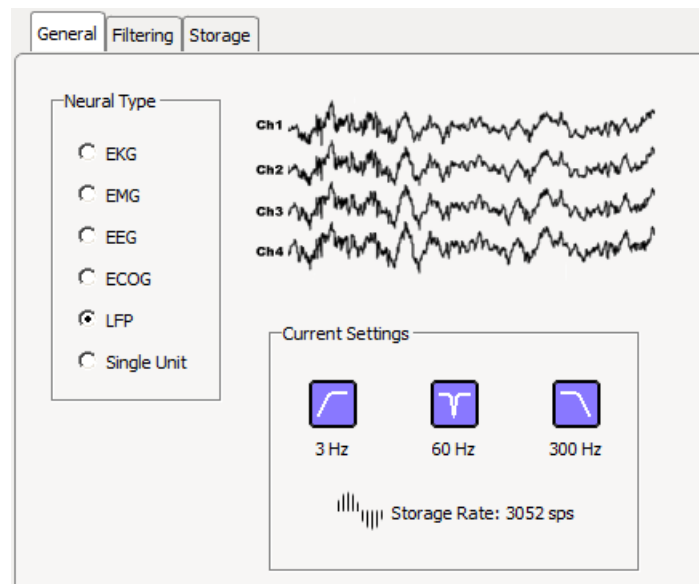 General Filtering Storage
Neural Type
EKG
EMG
EEG
ECOG
LFP
Single Unit
Ch1
Ch2
Ch3
Ch4
Current Settings
3 Hz 60 Hz 300 Hz
Storage Rate: 3052 sps